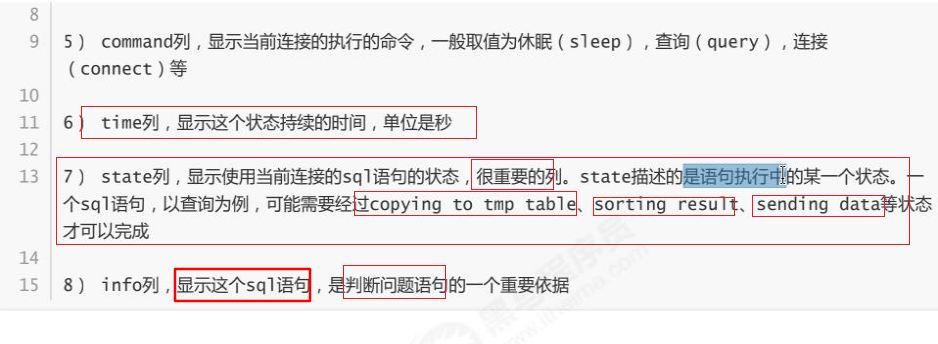 8
9 5） command列，显示当前连接的执行的命令，一般取值为休眠（sleep），查询（query），连接
（connect）等
10
11 6） time列，显示这个状态持续的时间，单位是秒
12
13 7） state列，显示使用当前连接的sql语句的状态，很重要的列。state描述的是语句执行中的某一个状态。一
个sql语句，以查询为例，可能需要经过copying to tmp table、sorting result、sending data等状态
才可以完成
14
15 8） info列，显示这个sql语句，是判断问题语句的一个重要依据
黑马程序员
www.itheima.com